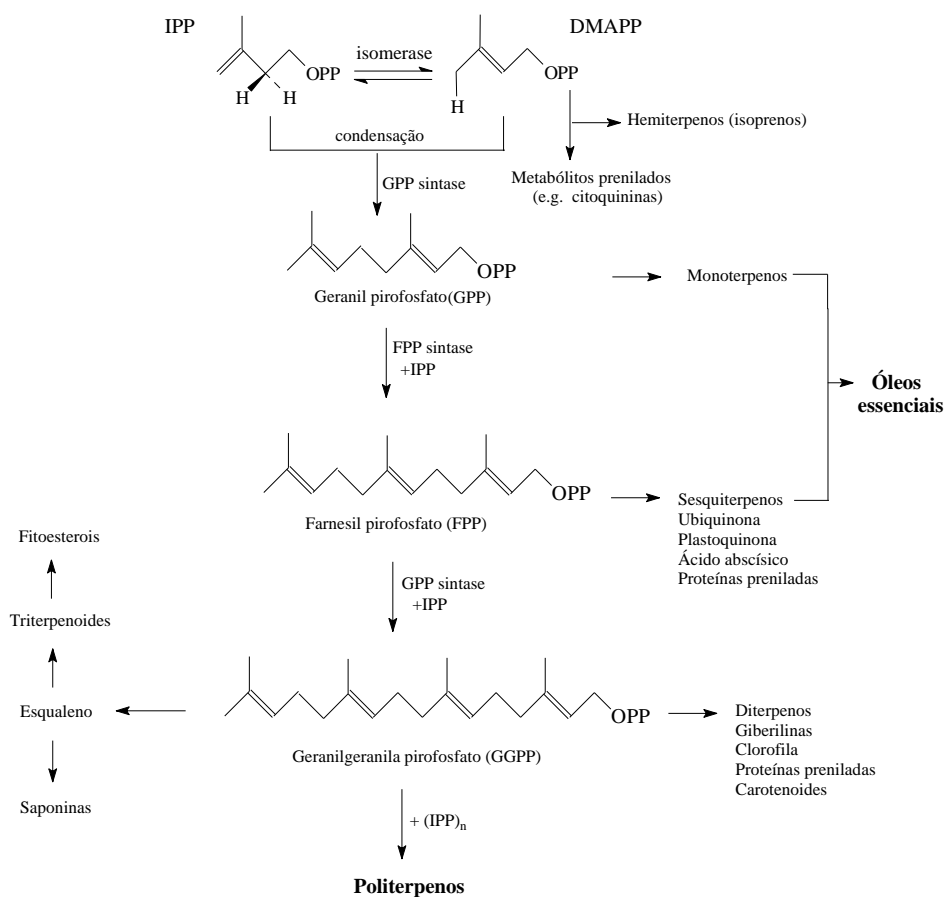 IPP
DMAPP
isomerase
OPP
OPP
H
H
H
Hemiterpenos (isoprenos)
condensação
Metabólitos prenilados
(e.g. citoquininas)
GPP sintase
OPP
Monoterpenos
Geranil pirofosfato(GPP)
FPP sintase
+IPP
Óleos
essenciais
OPP
Sesquiterpenos
Ubiquinona
Plastoquinona
Ácido abscísico
Proteínas preniladas
Farnesil pirofosfato (FPP)
Fitoesterois
GPP sintase
+IPP
Triterpenoides
Esqualeno
OPP
Diterpenos
Giberilinas
Clorofila
Proteínas preniladas
Carotenoides
Geranilgeranila pirofosfato (GGPP)
Saponinas
+ (IPP)n
Politerpenos